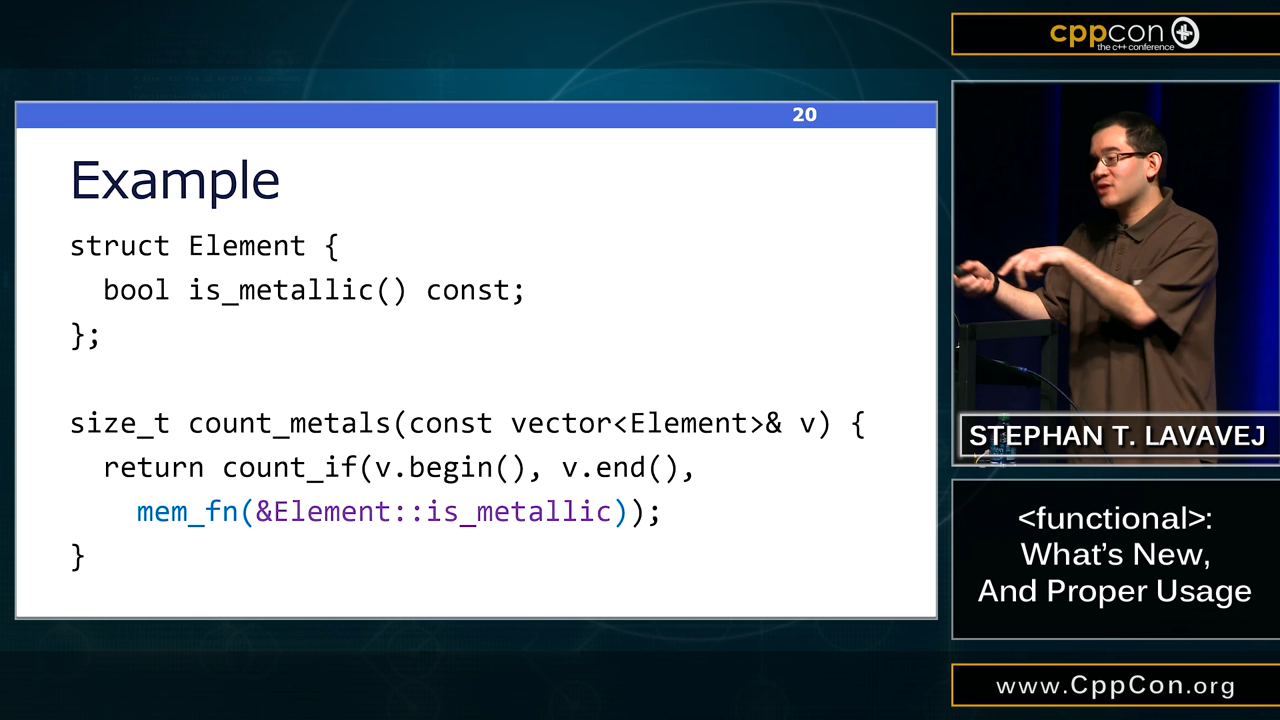 20
Example
struct Element {
bool is_metallic() const;
};
size_t count_metals(const vector<Element>& v) {
return count_if(v.begin(), v.end(),
mem_fn(&Element::is_metallic));
}
cppcon
the c++ conference
STEPHAN T. LAVAVEJ
<functional>:
What's New,
And Proper Usage
www.CppCon.org